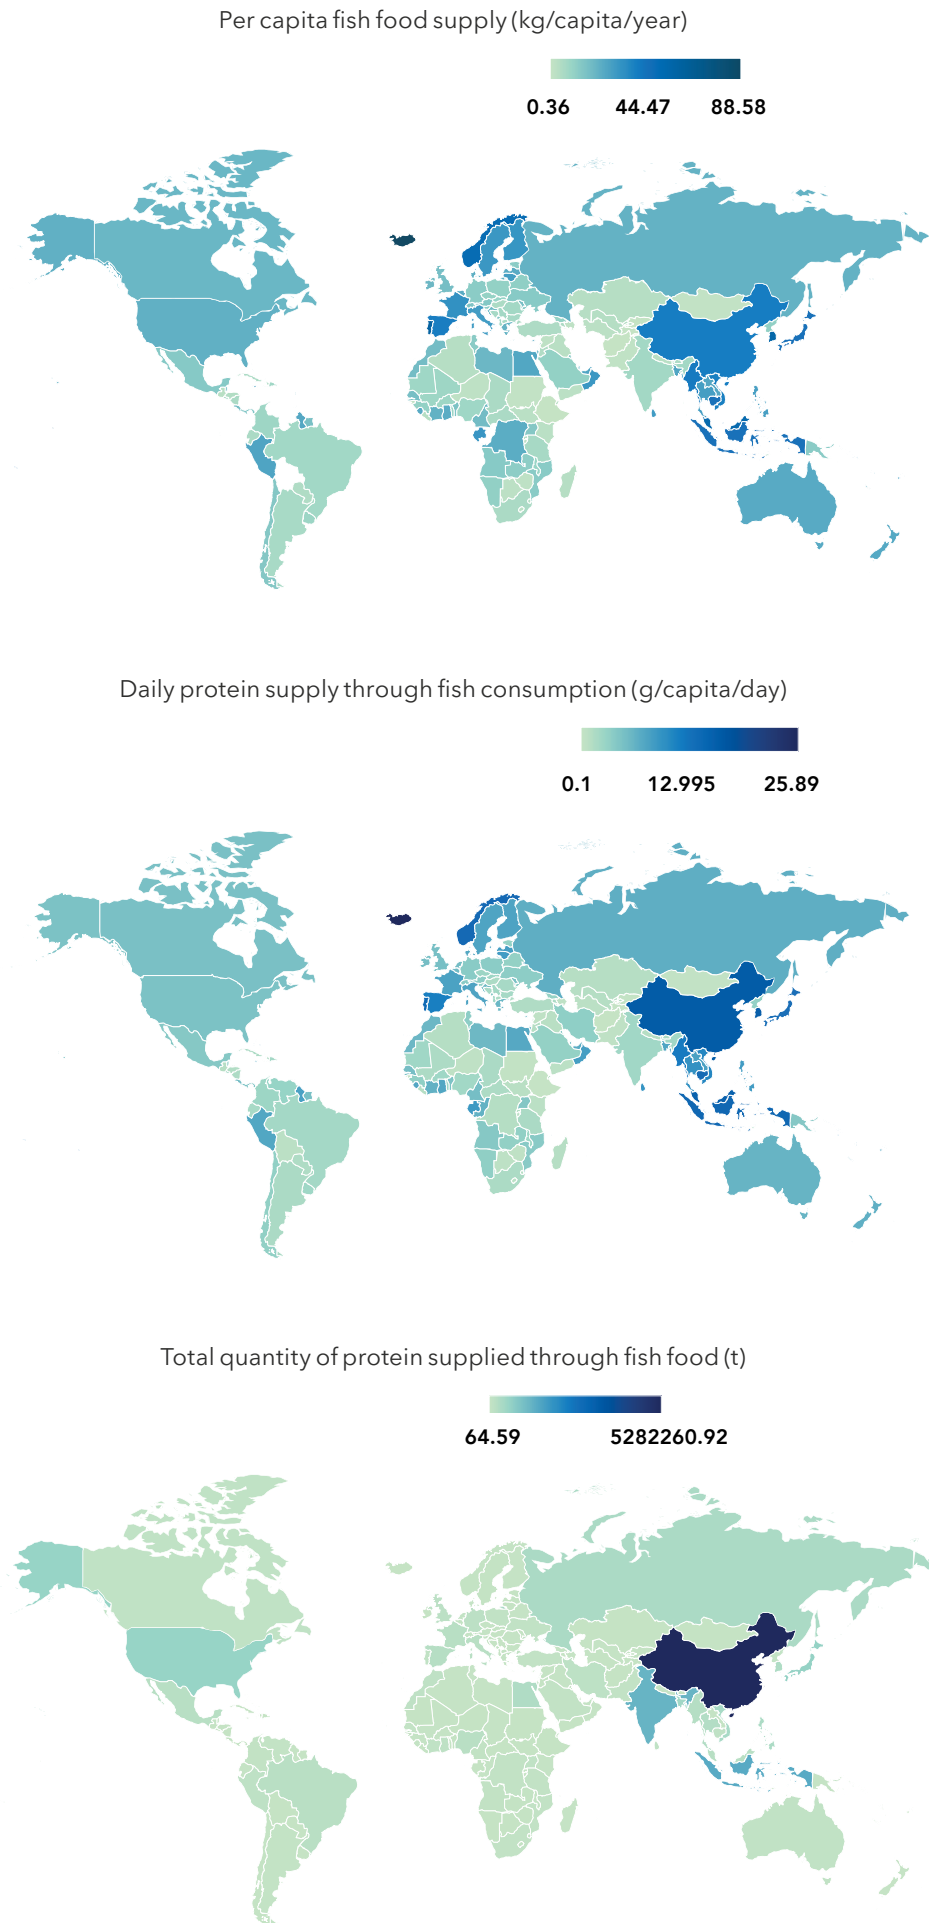 Per capita fish food supply (kg/capita/year)
0.36 44.47 88.58
Daily protein supply through fish consumption (g/capita/day)
0.1 12.995 25.89
Total quantity of protein supplied through fish food (t)
64.59 5282260.92